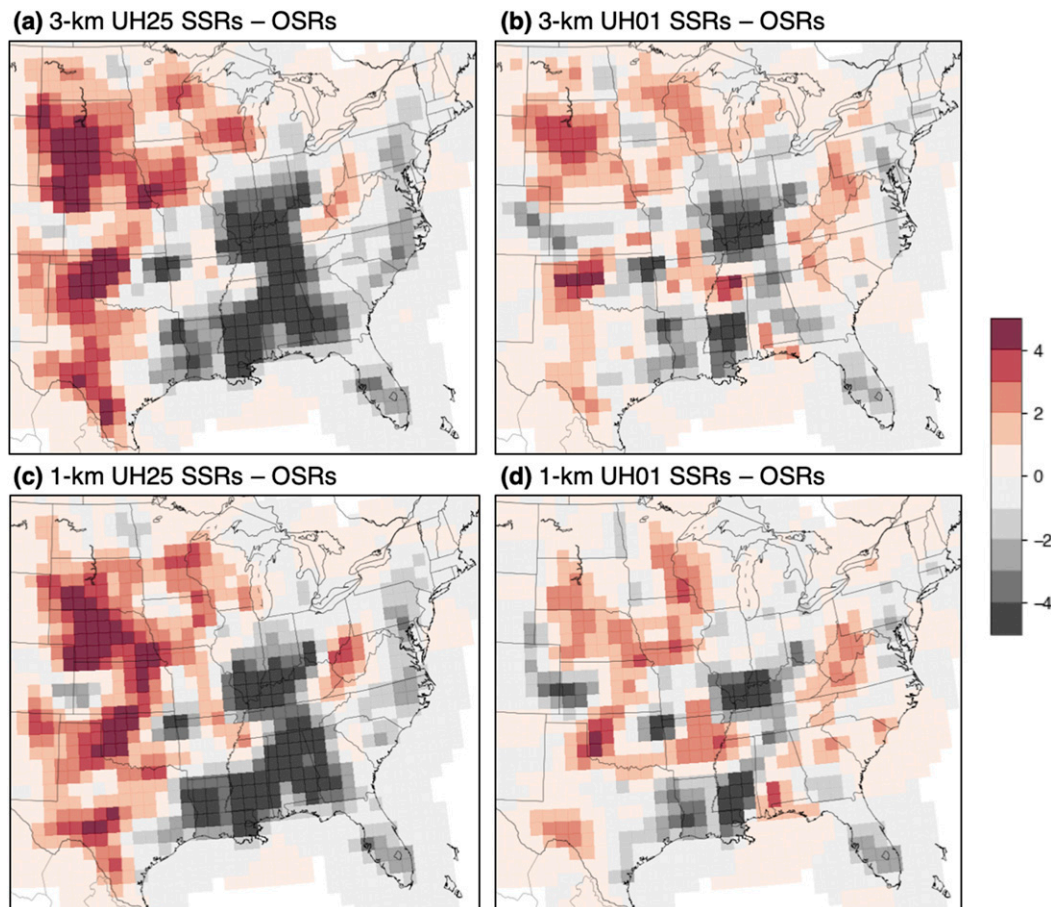 (a) 3-km UH25 SSRs – OSRs
(b) 3-km UH01 SSRs – OSRs
4
2
0
−2
−4
(c) 1-km UH25 SSRs – OSRs
(d) 1-km UH01 SSRs – OSRs